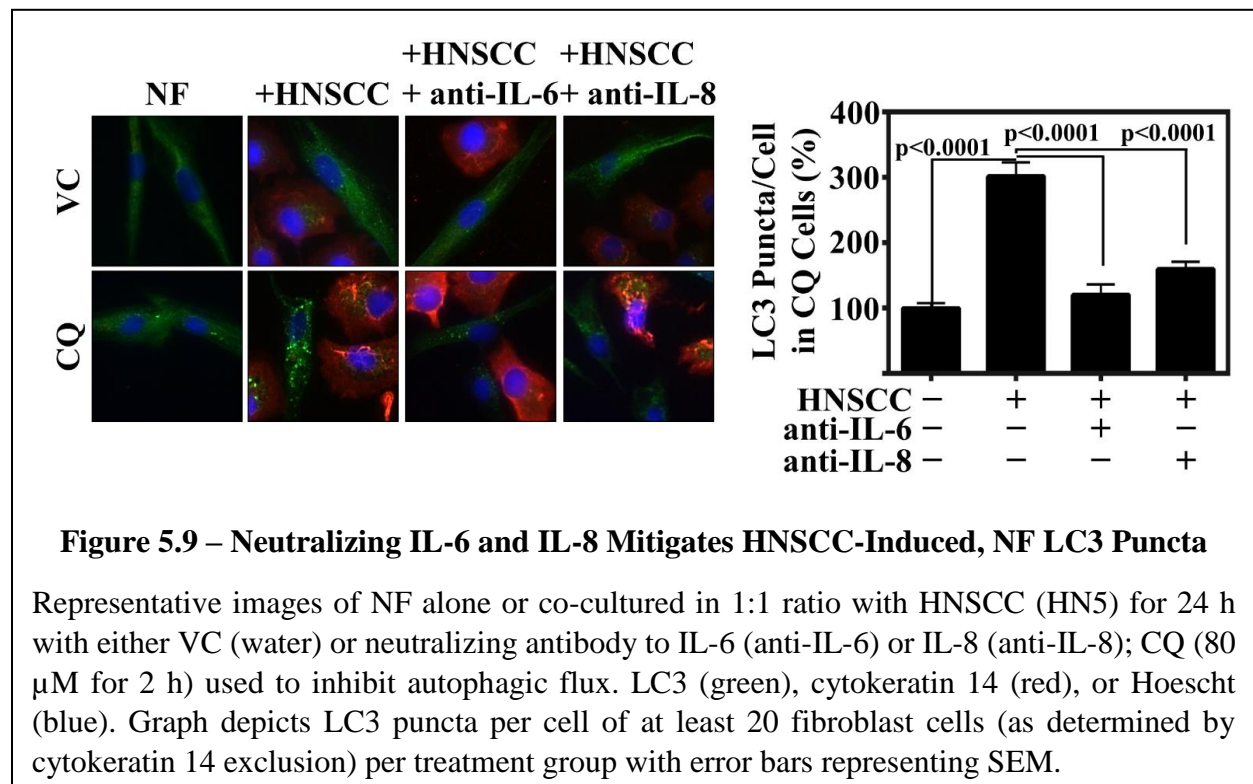 +HNSCC +HNSCC
NF +HNSCC + anti-IL-6 + anti-IL-8
VC
CQ
LC3 Puncta/Cell
in CQ Cells (%)
400
300
200
100
p<0.0001 p<0.0001 p<0.0001
HNSCC − + + +
anti-IL-6 − − + −
anti-IL-8 − − − +
Figure 5.9 – Neutralizing IL-6 and IL-8 Mitigates HNSCC-Induced, NF LC3 Puncta
Representative images of NF alone or co-cultured in 1:1 ratio with HNSCC (HN5) for 24 h
with either VC (water) or neutralizing antibody to IL-6 (anti-IL-6) or IL-8 (anti-IL-8); CQ (80
µM for 2 h) used to inhibit autophagic flux. LC3 (green), cytokeratin 14 (red), or Hoescht
(blue). Graph depicts LC3 puncta per cell of at least 20 fibroblast cells (as determined by
cytokeratin 14 exclusion) per treatment group with error bars representing SEM.